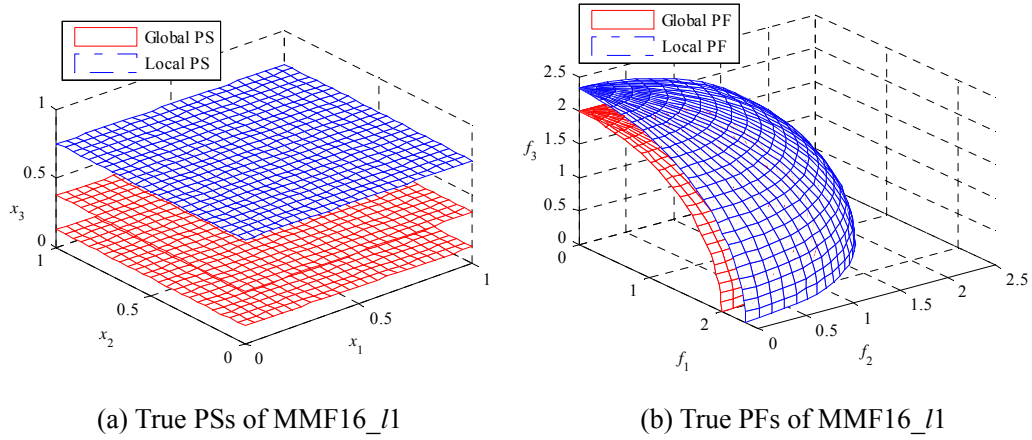 Global PS
Local PS
1
0.5
0
x3
1
0.5
0
x2
0
0.5
1
x1
Global PF
Local PF
2.5
2
1.5
1
0.5
0
f3
0
1
2
f1
0
0.5
1
1.5
2
2.5
f2
(a) True PSs of MMF16_l1
(b) True PFs of MMF16_l1